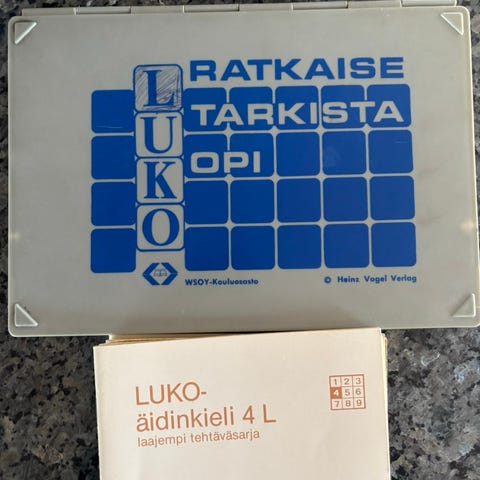 LUKO
RATKAISE
TARKISTA
OPI
WSOY-Kouluosasto
© Heinz Vogel Verlag
LUKO-
äidinkieli 4 L
laajempi tehtäväsarja
1 2 3
4 5 6
7 8 9